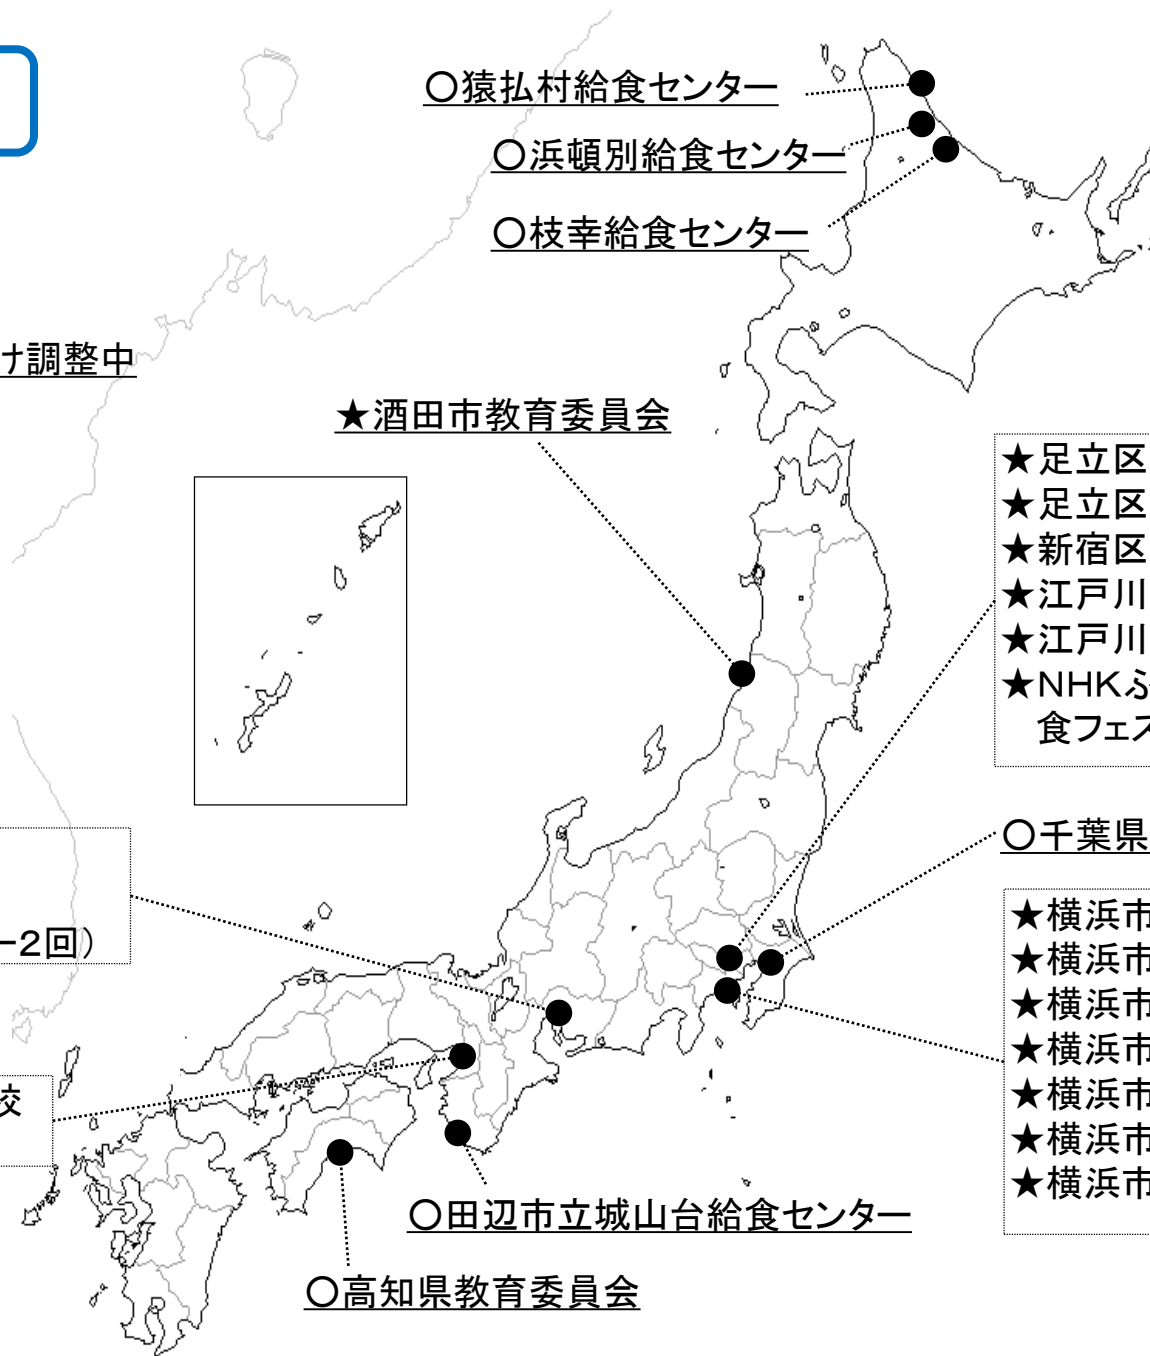 〇猿払村給食センター
〇浜頓別給食センター
〇枝幸給食センター
け調整中
★酒田市教育委員会
★足立区
★足立区
★新宿区
★江戸川
★江戸川
★NHKふ
食フェス
〇千葉県
−2回）
★横浜市
★横浜市
★横浜市
★横浜市
★横浜市
★横浜市
★横浜市
校
〇田辺市立城山台給食センター
〇高知県教育委員会